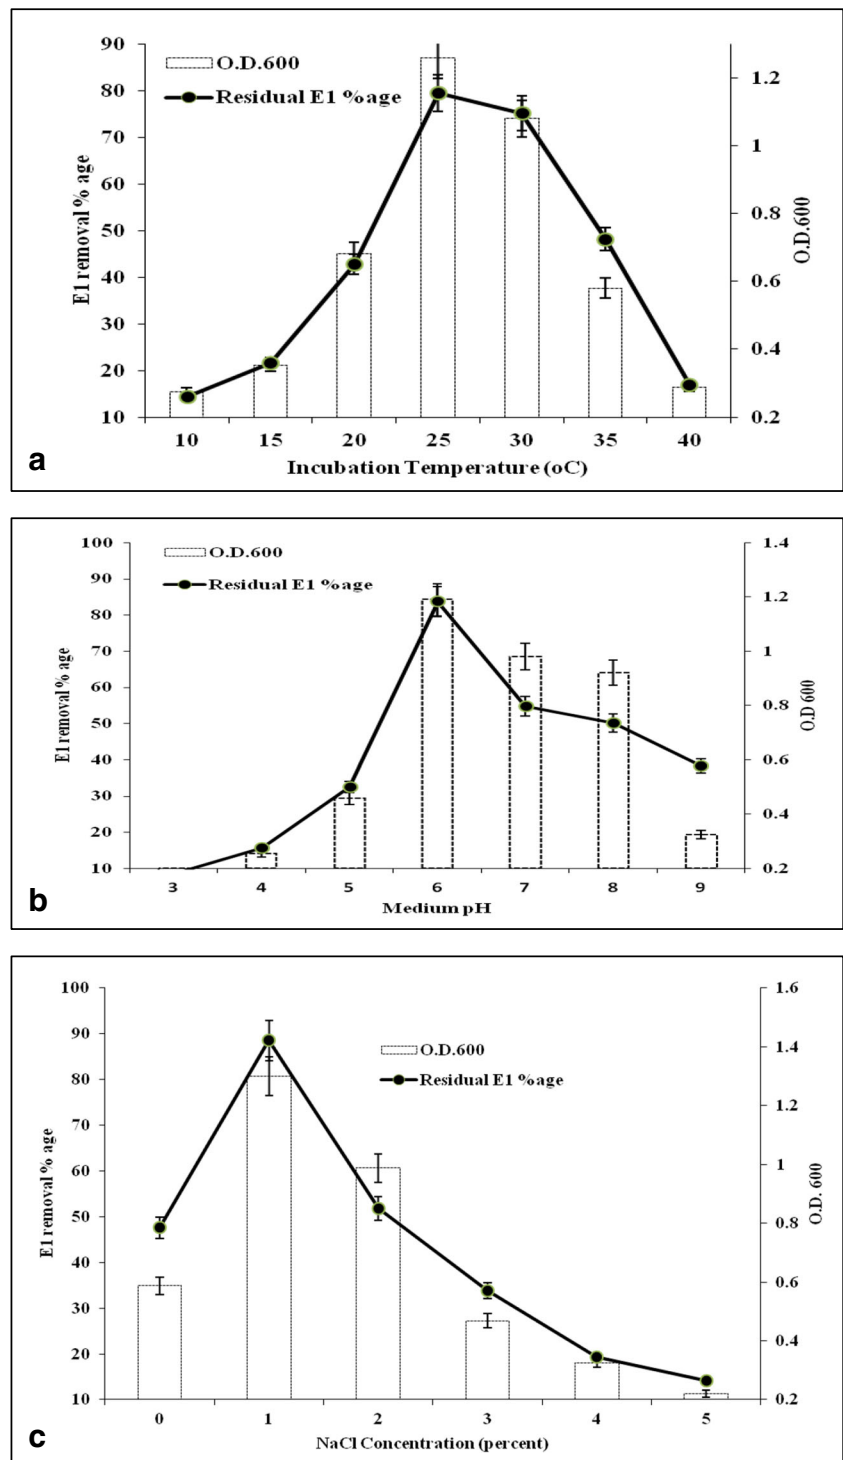 90
80
70
60
50
40
30
20
10
E1 removal % age
O.D.600
Residual E1 %age
1.2
1
0.8
0.6
0.4
0.2
O.D.600
10 15 20 25 30 35 40
Incubation Temperature (oC)
a
100
90
80
70
60
50
40
30
20
10
E1 removal % age
O.D.600
Residual E1 %age
1.4
1.2
1
0.8
0.6
0.4
0.2
O.D 600
3 4 5 6 7 8 9
Medium pH
b
100
90
80
70
60
50
40
30
20
10
E1 removal % age
O.D.600
Residual E1 %age
1.6
1.4
1.2
1
0.8
0.6
0.4
0.2
O.D. 600
0 1 2 3 4 5
NaCl Concentration (percent)
c